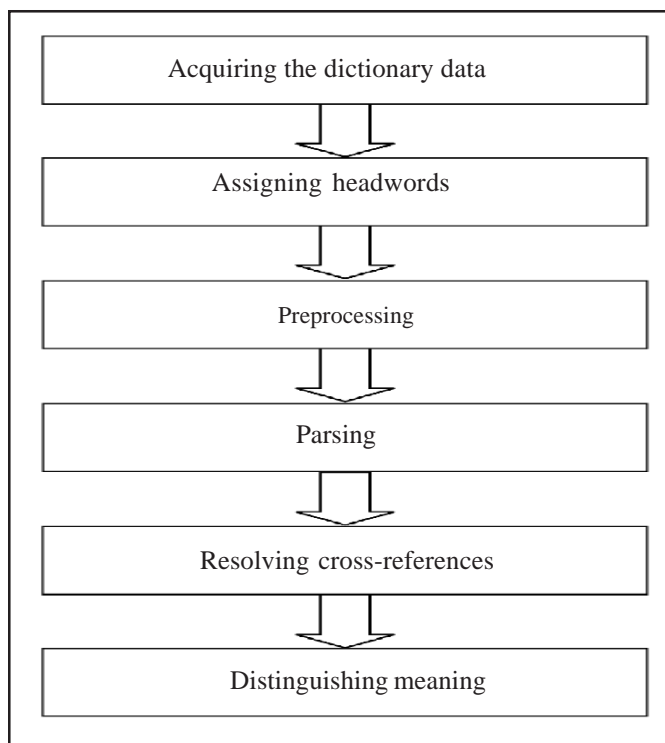 Acquiring the dictionary data
Assigning headwords
Preprocessing
Parsing
Resolving cross-references
Distinguishing meaning